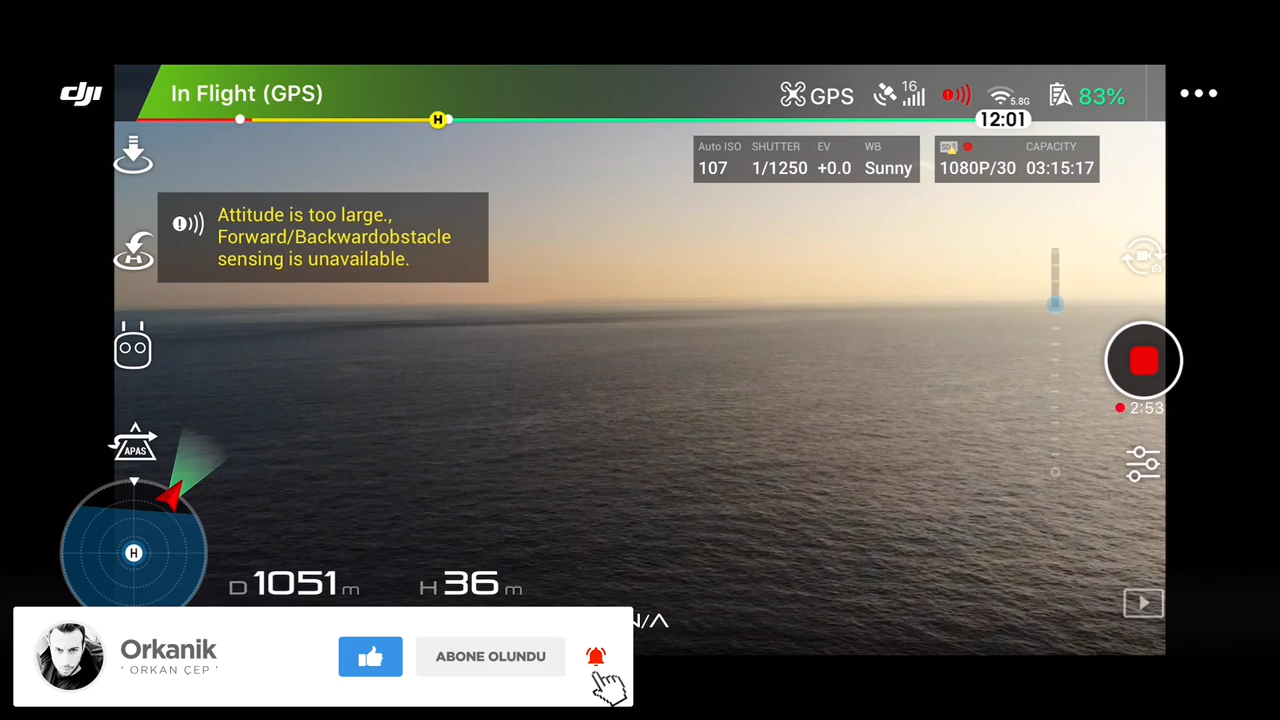 dji
In Flight (GPS)
GPS
16
5.8G
83%
H
12:01
Auto ISO SHUTTER EV WB
107 1/1250 +0.0 Sunny
SD CAPACITY
1080P/30 03:15:17
Attitude is too large.,
Forward/Backwardobstacle
sensing is unavailable.
H
2:53
APAS
H
D 1051 m H 36 m
N/A
Orkanik
' ORKAN ÇEP '
ABONE OLUNDU